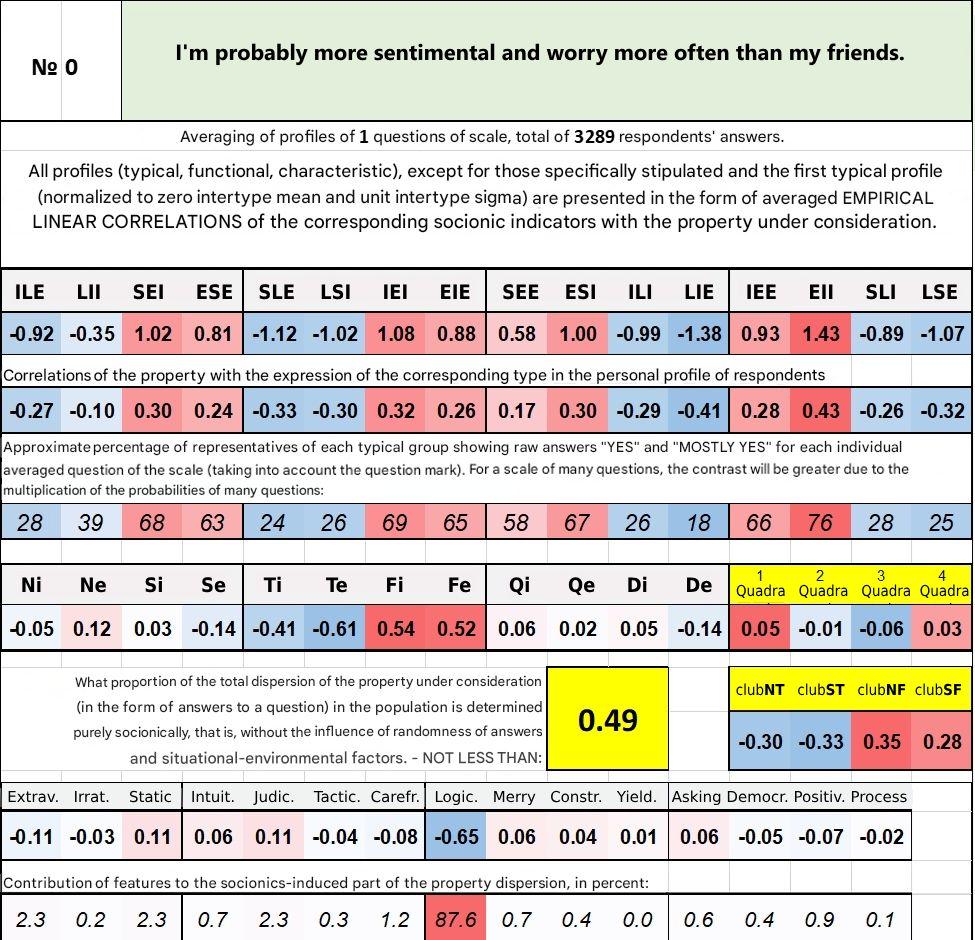 № 0
I'm probably more sentimental and worry more often than my friends.
Averaging of profiles of 1 questions of scale, total of 3289 respondents' answers.
All profiles (typical, functional, characteristic), except for those specifically stipulated and the first typical profile
(normalized to zero intertype mean and unit intertype sigma) are presented in the form of averaged EMPIRICAL
LINEAR CORRELATIONS of the corresponding socionic indicators with the property under consideration.
ILE LII SEI ESE SLE LSI IEI EIE SEE ESI ILI LIE IEE EII SLI LSE
-0.92 -0.35 1.02 0.81 -1.12 -1.02 1.08 0.88 0.58 1.00 -0.99 -1.38 0.93 1.43 -0.89 -1.07
Correlations of the property with the expression of the corresponding type in the personal profile of respondents
-0.27 -0.10 0.30 0.24 -0.33 -0.30 0.32 0.26 0.17 0.30 -0.29 -0.41 0.28 0.43 -0.26 -0.32
Approximate percentage of representatives of each typical group showing raw answers "YES" and "MOSTLY YES" for each individual
averaged question of the scale (taking into account the question mark). For a scale of many questions, the contrast will be greater due to the
multiplication of the probabilities of many questions:
28 39 68 63 24 26 69 65 58 67 26 18 66 76 28 25
Ni Ne Si Se Ti Te Fi Fe Qi Qe Di De 1 Quadra 2 Quadra 3 Quadra 4 Quadra
-0.05 0.12 0.03 -0.14 -0.41 -0.61 0.54 0.52 0.06 0.02 0.05 -0.14 0.05 -0.01 -0.06 0.03
What proportion of the total dispersion of the property under consideration
(in the form of answers to a question) in the population is determined
purely socionically, that is, without the influence of randomness of answers
and situational-environmental factors. - NOT LESS THAN:
0.49
clubNT clubST clubNF clubSF
-0.30 -0.33 0.35 0.28
Extrav. Irrat. Static Intuit. Judic. Tactic. Carefr. Logic. Merry Constr. Yield. Asking Democr. Positiv. Process
-0.11 -0.03 0.11 0.06 0.11 -0.04 -0.08 -0.65 0.06 0.04 0.01 0.06 -0.05 -0.07 -0.02
Contribution of features to the socionics-induced part of the property dispersion, in percent:
2.3 0.2 2.3 0.7 2.3 0.3 1.2 87.6 0.7 0.4 0.0 0.6 0.4 0.9 0.1